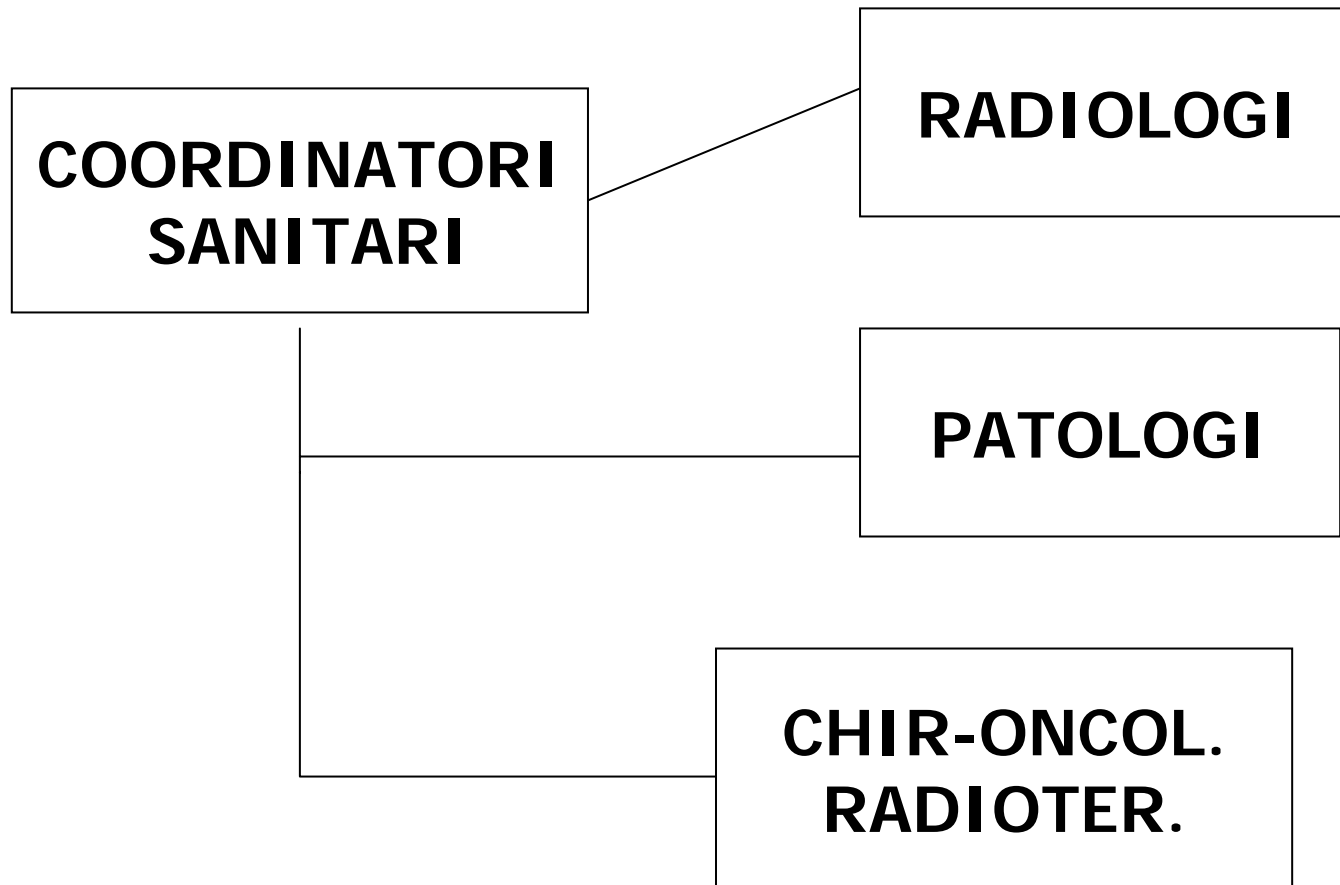 COORDINATORI
SANITARI
RADIOLOGI
PATOLOGI
CHIR-ONCOL.
RADIOTER.